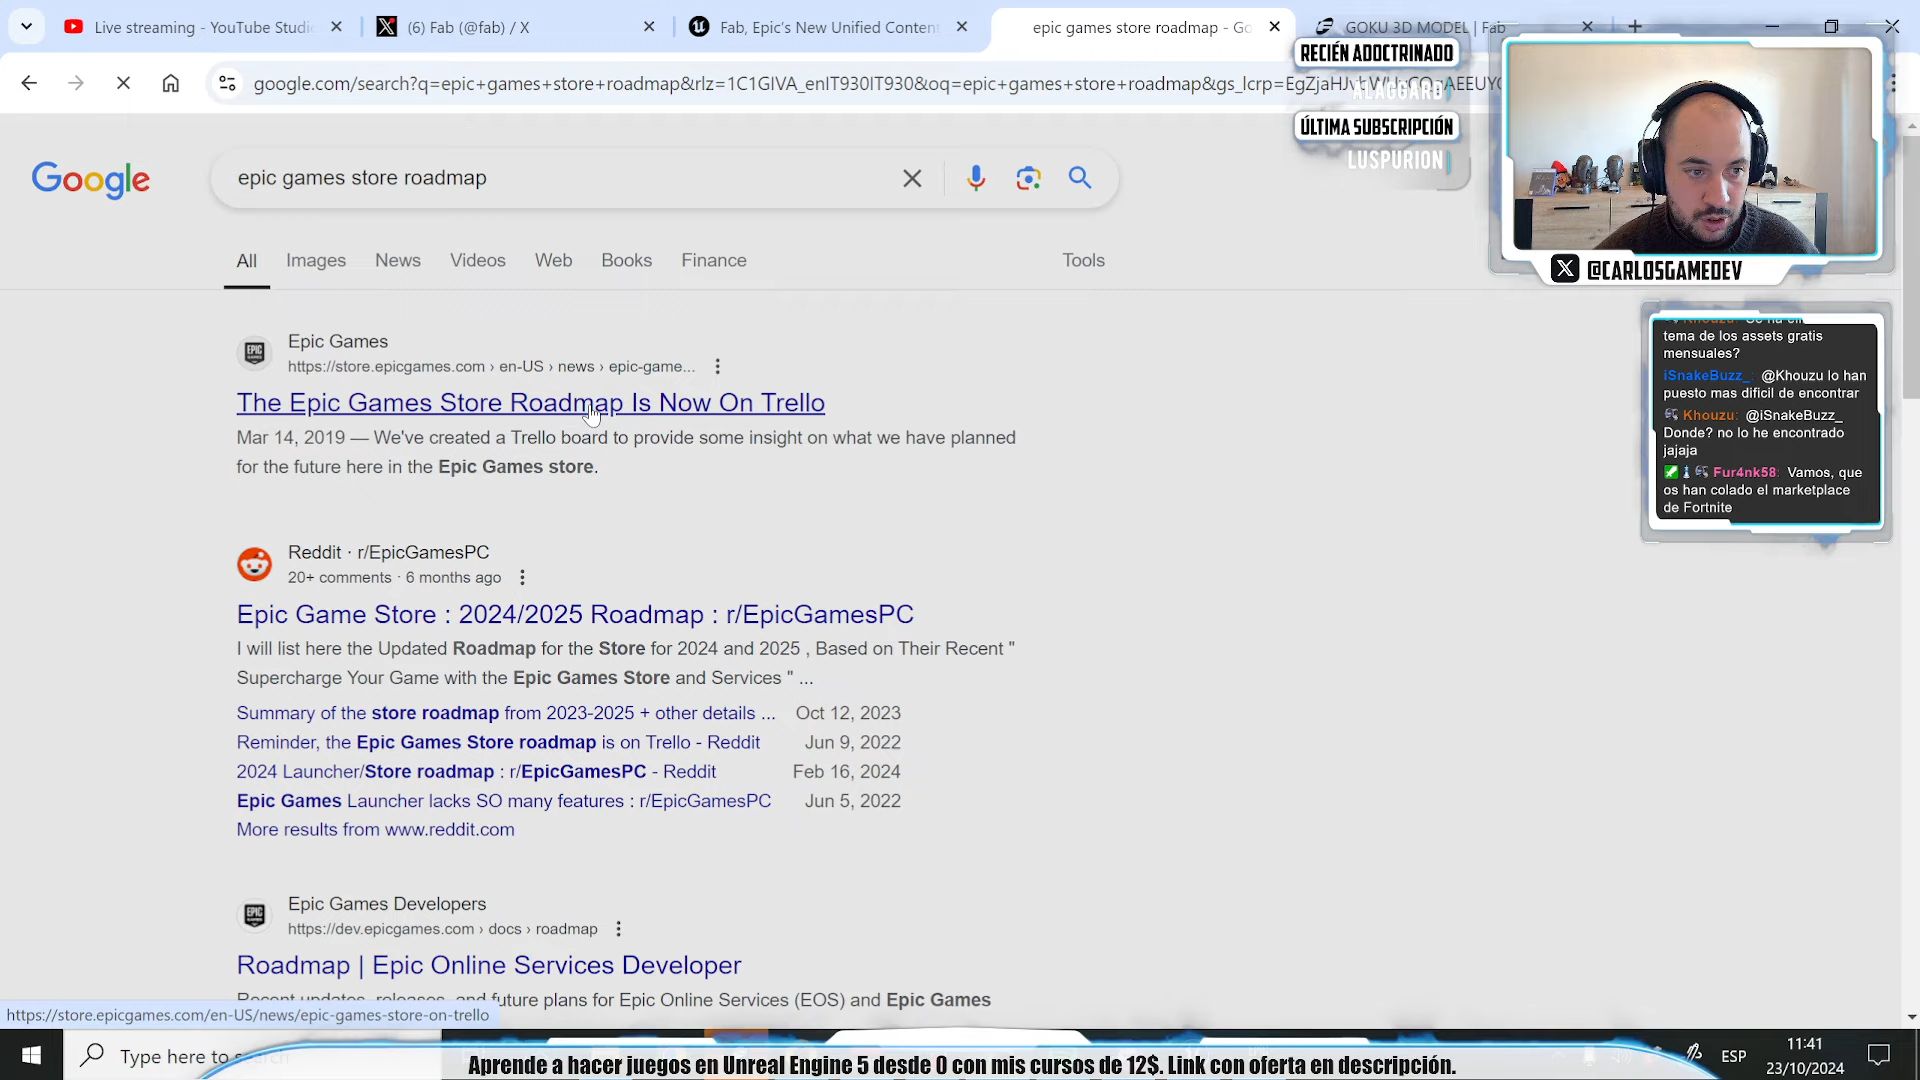 Live streaming - YouTube Studio
(6) Fab (@fab) / X
Fab, Epic's New Unified Content
epic games store roadmap - Go
GOKU 3D MODEL | Fab
google.com/search?q=epic+games+store+roadmap&rlz=1C1GIVA_enIT930IT930&oq=epic+games+store+roadmap&gs_lcrp=EgZjaHJv
RECIÉN ADOCTRINADO
ALAGGARD
ÚLTIMA SUBSCRIPCIÓN
LUSPURION
@CARLOSGAMEDEV
Google
epic games store roadmap
All
Images
News
Videos
Web
Books
Finance
Tools
Epic Games
https://store.epicgames.com › en-US › news › epic-game...
The Epic Games Store Roadmap Is Now On Trello
Mar 14, 2019 — We've created a Trello board to provide some insight on what we have planned
for the future here in the Epic Games store.
Reddit · r/EpicGamesPC
20+ comments · 6 months ago
Epic Game Store : 2024/2025 Roadmap : r/EpicGamesPC
I will list here the Updated Roadmap for the Store for 2024 and 2025 , Based on Their Recent "
Supercharge Your Game with the Epic Games Store and Services " ...
Summary of the store roadmap from 2023-2025 + other details ... Oct 12, 2023
Reminder, the Epic Games Store roadmap is on Trello - Reddit Jun 9, 2022
2024 Launcher/Store roadmap : r/EpicGamesPC - Reddit Feb 16, 2024
Epic Games Launcher lacks SO many features : r/EpicGamesPC Jun 5, 2022
More results from www.reddit.com
Epic Games Developers
https://dev.epicgames.com › docs › roadmap
Roadmap | Epic Online Services Developer
Recent updates, releases, and future plans for Epic Online Services (EOS) and Epic Games
https://store.epicgames.com/en-US/news/epic-games-store-on-trello
tema de los assets gratis
mensuales?
iSnakeBuzz_: @Khouzu lo han
puesto mas dificil de encontrar
Khouzu: @iSnakeBuzz_
Donde? no lo he encontrado
jajaja
Fur4nk58: Vamos, que
os han colado el marketplace
de Fortnite
Type here to search
Aprende a hacer juegos en Unreal Engine 5 desde 0 con mis cursos de 12$. Link con oferta en descripción.
ESP
11:41
23/10/2024